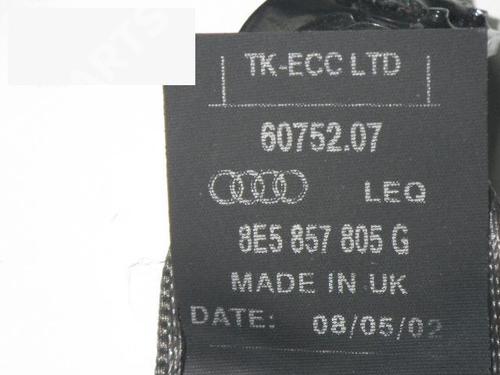 TK-ECC LTD
60752.07
LEQ
8E5 857 805 G
MADE IN UK
DATE: 08/05/02